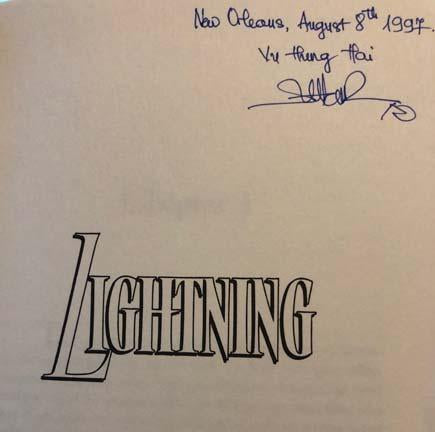 New Orleans, August 8th 1997.
Vu Hung Hai
LIGHTNING